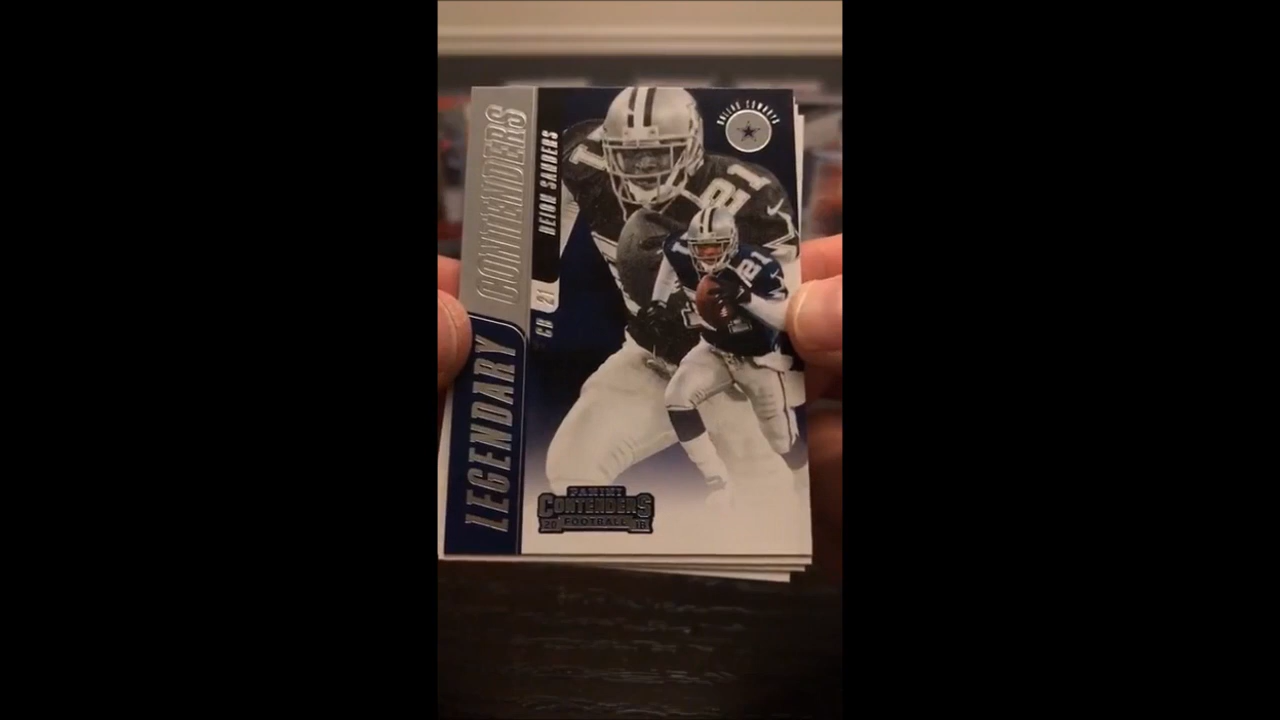 LEGENDARY CONTENDERS
CB 21 DEION SANDERS
DALLAS COWBOYS
21
21
PANINI
CONTENDERS
20 FOOTBALL 18